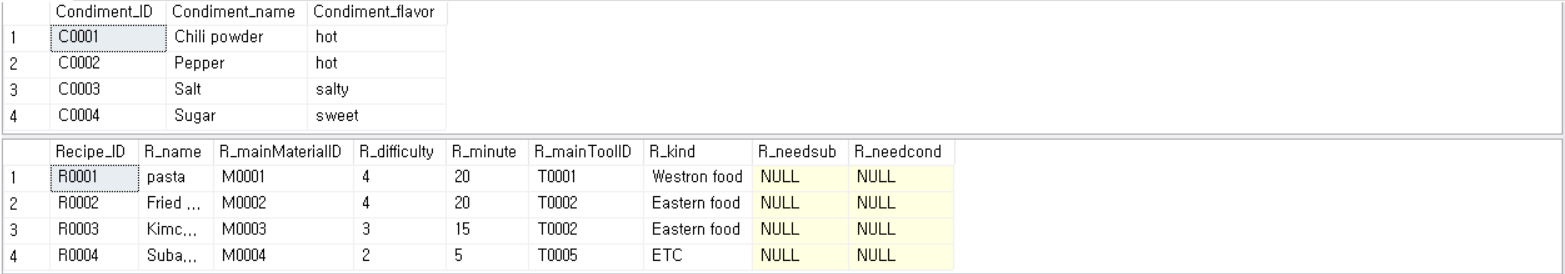 Condiment_ID Condiment_name Condiment_flavor
1 C0001 Chili powder hot
2 C0002 Pepper hot
3 C0003 Salt salty
4 C0004 Sugar sweet
Recipe_ID R_name R_mainMaterialID R_difficulty R_minute R_mainToolID R_kind R_needsub R_needcond
1 R0001 pasta M0001 4 20 T0001 Westron food NULL NULL
2 R0002 Fried ... M0002 4 20 T0002 Eastern food NULL NULL
3 R0003 Kimc... M0003 3 15 T0002 Eastern food NULL NULL
4 R0004 Suba... M0004 2 5 T0005 ETC NULL NULL